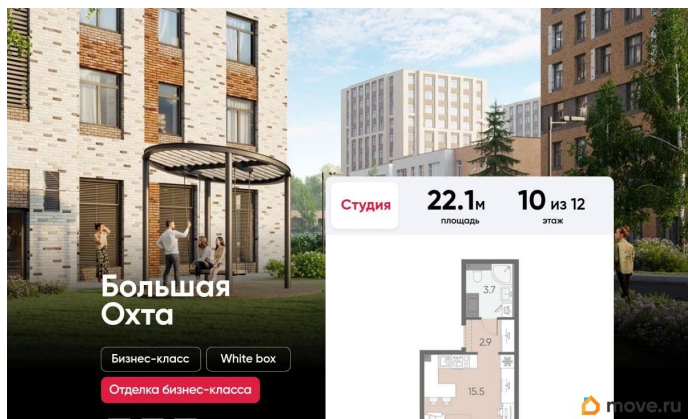 Студия
22.1м
площадь
10 из 12
этаж
3.7
2.9
15.5
Большая
Охта
Бизнес-класс
White box
Отделка бизнес-класса
move.ru